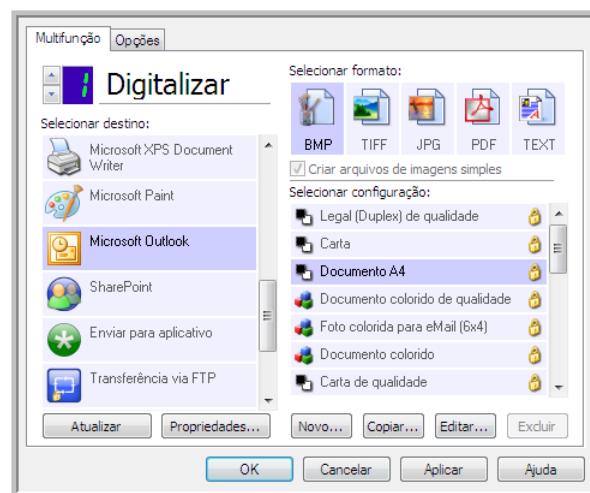 Multifunção
Opções
1
Digitalizar
Selecionar destino:
Microsoft XPS Document
Writer
Microsoft Paint
Microsoft Outlook
SharePoint
Enviar para aplicativo
Transferência via FTP
Atualizar
Propriedades...
Selecionar formato:
BMP
TIFF
JPG
PDF
TEXT
Criar arquivos de imagens simples
Selecionar configuração:
Legal (Duplex) de qualidade
Carta
Documento A4
Documento colorido de qualidade
Foto colorida para eMail (6x4)
Documento colorido
Carta de qualidade
Novo...
Copiar...
Editar...
Excluir
OK
Cancelar
Aplicar
Ajuda